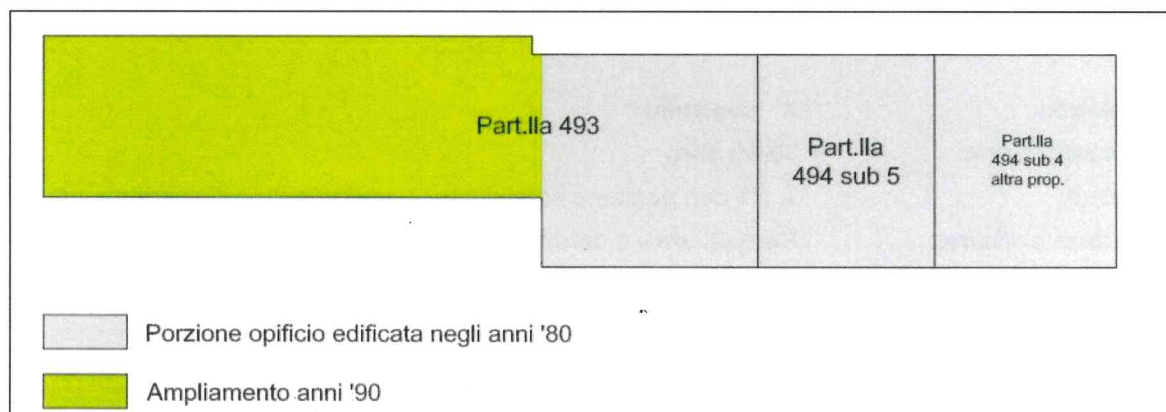 Part.lla 493
Part.lla
494 sub 5
Part.lla
494 sub 4
altra prop.
Porzione opificio edificata negli anni '80
Ampliamento anni '90